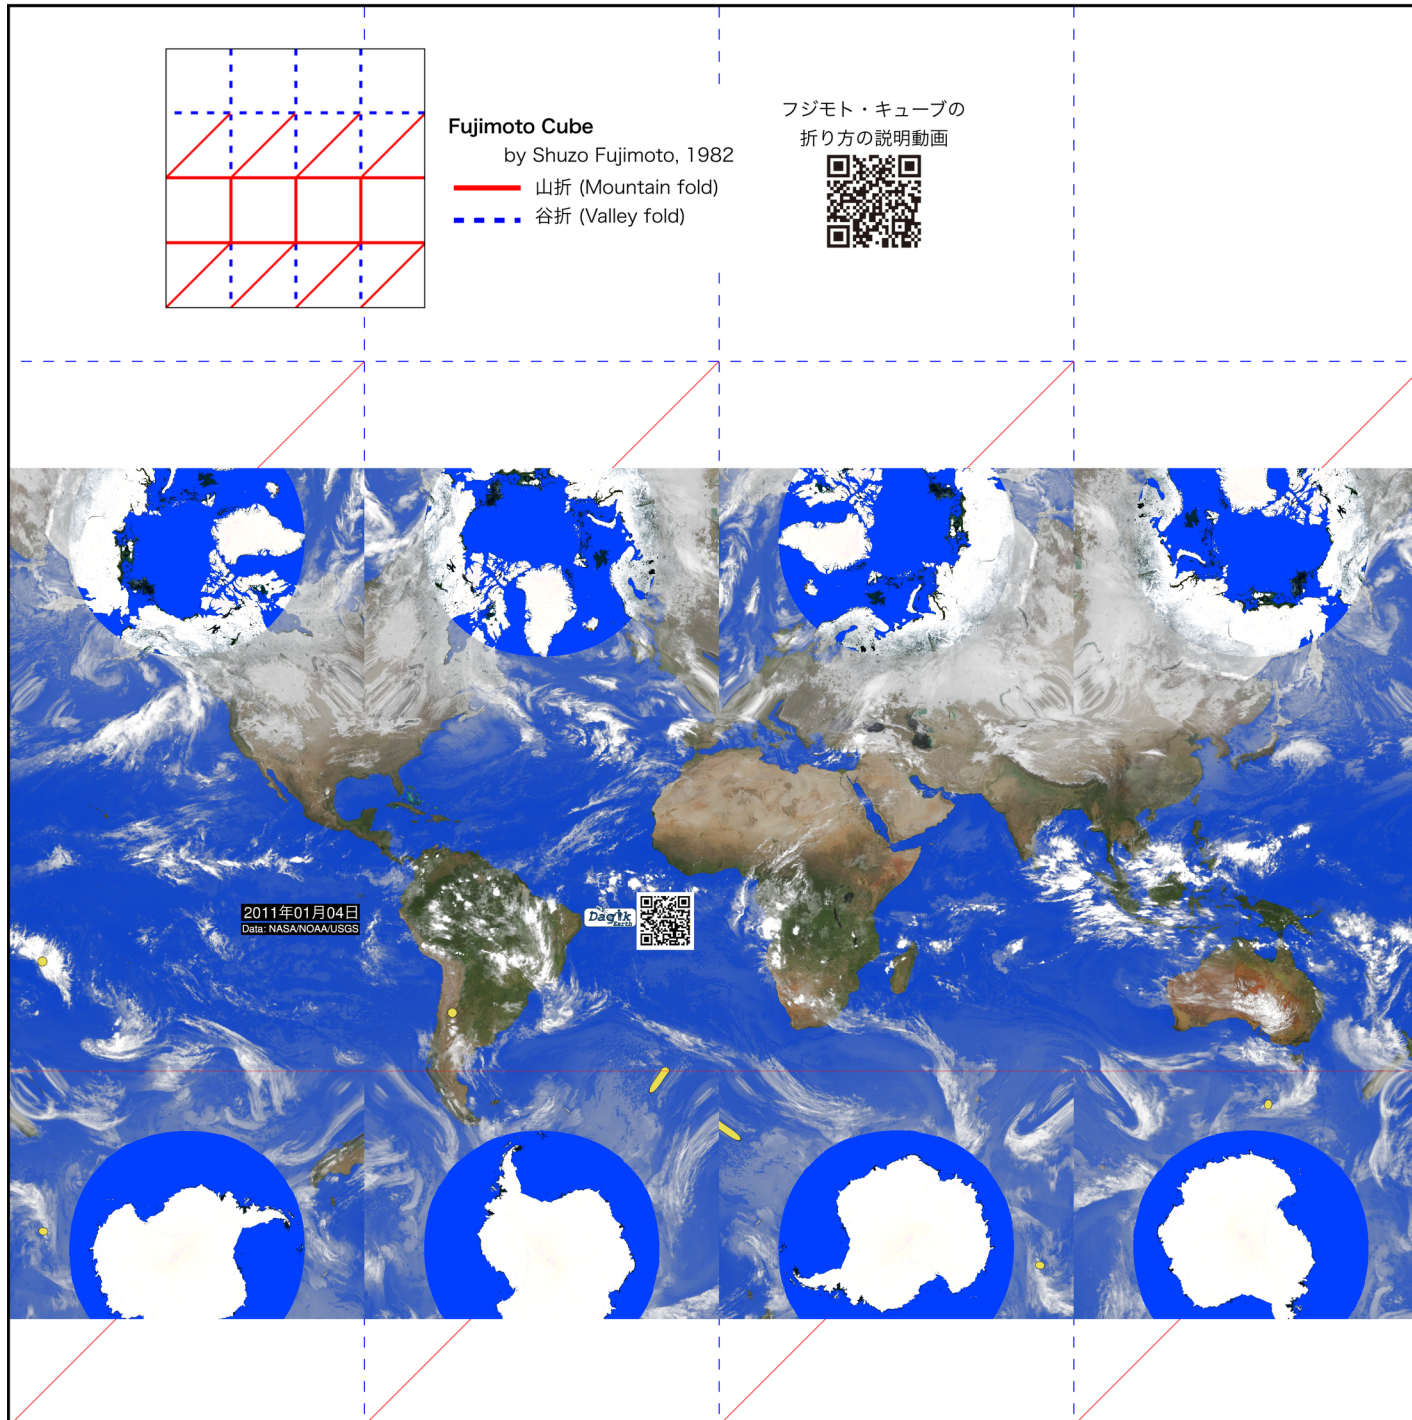 Fujimoto Cube
by Shuzo Fujimoto, 1982
山折 (Mountain fold)
谷折 (Valley fold)
フジモト・キューブの
折り方の説明動画
2011年01月04日
Data: NASA/NOAA/USGS
Dagik
Earth